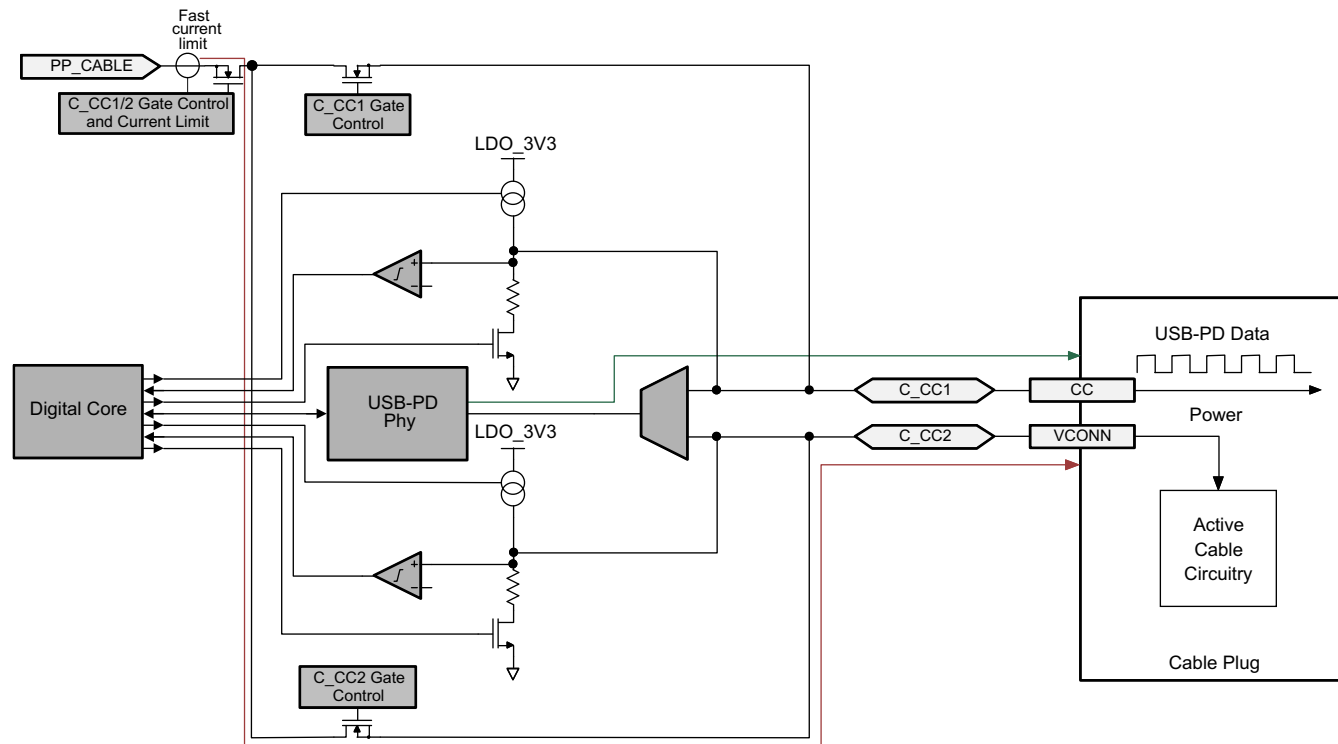 Fast
current
limit
PP_CABLE
C_CC1/2 Gate Control
and Current Limit
C_CC1 Gate
Control
LDO_3V3
+
−
Digital Core
USB-PD
Phy
LDO_3V3
+
−
C_CC2 Gate
Control
C_CC1
C_CC2
CC
VCONN
USB-PD Data
Power
Active
Cable
Circuitry
Cable Plug